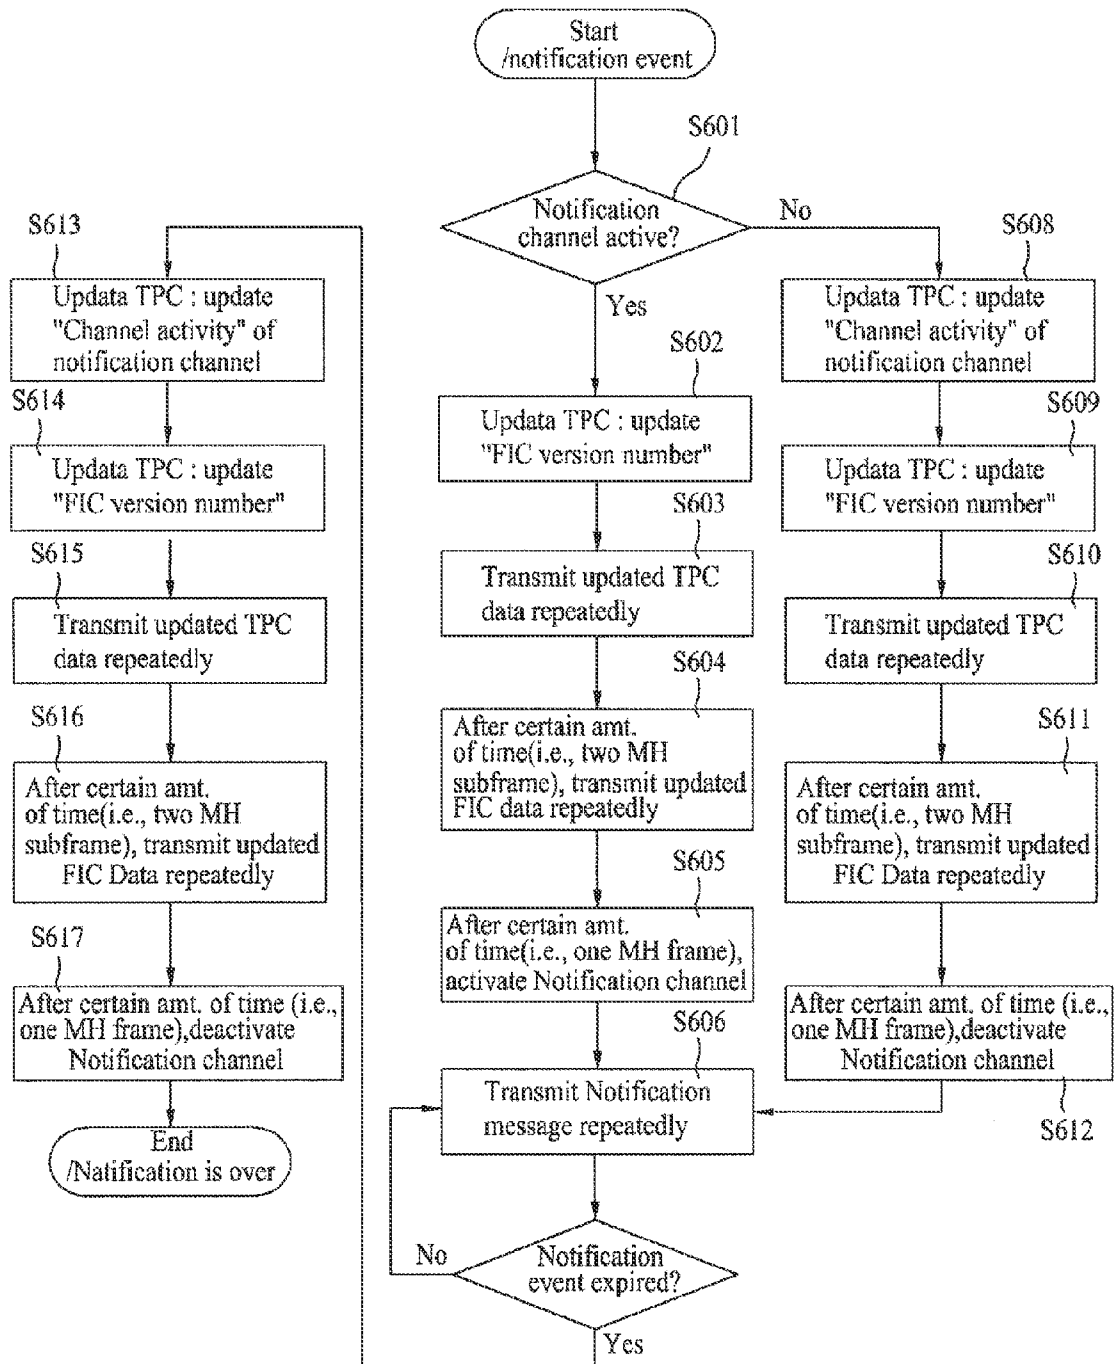 Start
/notification event
S601
Notification
channel active?
No
Yes
S613
Updata TPC : update
"Channel activity" of
notification channel
S614
Updata TPC : update
"FIC version number"
S615
Transmit updated TPC
data repeatedly
S616
After certain amt.
of time(i.e., two MH
subframe), transmit updated
FIC Data repeatedly
S617
After certain amt. of time (i.e.,
one MH frame),deactivate
Notification channel
End
/Natification is over
S602
Updata TPC : update
"FIC version number"
S603
Transmit updated TPC
data repeatedly
S604
After certain amt.
of time(i.e., two MH
subframe), transmit updated
FIC data repeatedly
S605
After certain amt.
of time(i.e., one MH frame),
activate Notification channel
S606
Transmit Notification
message repeatedly
No
Notification
event expired?
Yes
S608
Updata TPC : update
"Channel activity" of
notification channel
S609
Updata TPC : update
"FIC version number"
S610
Transmit updated TPC
data repeatedly
S611
After certain amt.
of time(i.e., two MH
subframe), transmit updated
FIC Data repeatedly
After certain amt. of time (i.e.,
one MH frame),deactivate
Notification channel
S612